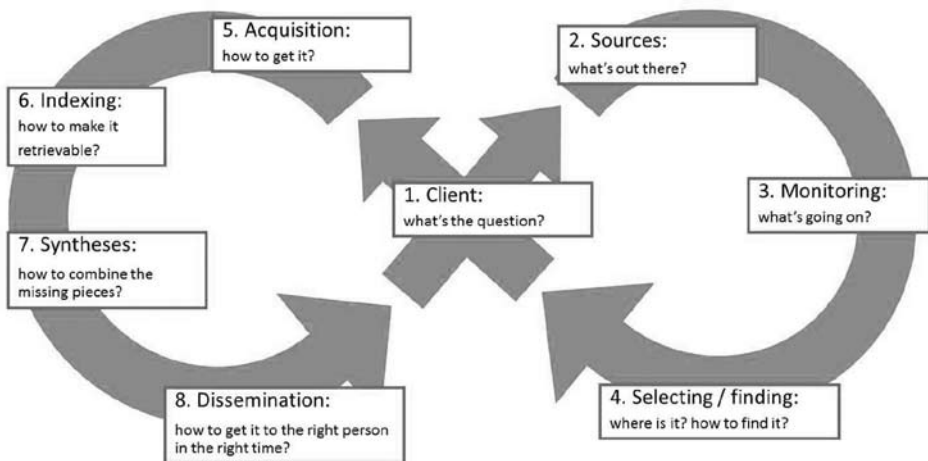 1. Client:
what's the question?
2. Sources:
what's out there?
3. Monitoring:
what's going on?
4. Selecting / finding:
where is it? how to find it?
5. Acquisition:
how to get it?
6. Indexing:
how to make it
retrievable?
7. Syntheses:
how to combine the
missing pieces?
8. Dissemination:
how to get it to the right person
in the right time?